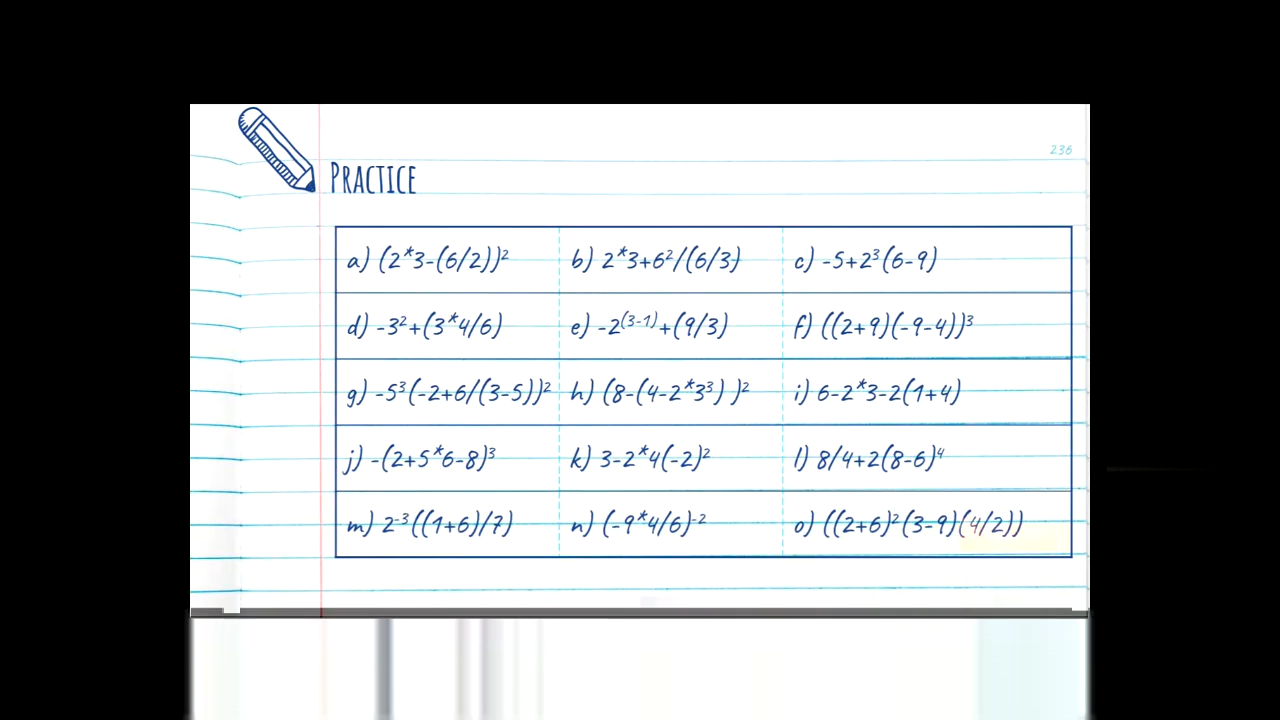 236
PRACTICE
a) (2*3-(6/2))² b) 2*3+6²/(6/3) c) -5+2³(6-9)
d) -3²+(3*4/6) e) -2⁽³⁻¹⁾+(9/3) f) ((2+9)(-9-4))³
g) -5³(-2+6/(3-5))² h) (8-(4-2*3³) )² i) 6-2*3-2(1+4)
j) -(2+5*6-8)³ k) 3-2*4(-2)² l) 8/4+2(8-6)⁴
m) 2⁻³((1+6)/7) n) (-9*4/6)⁻² o) ((2+6)²(3-9)(4/2))